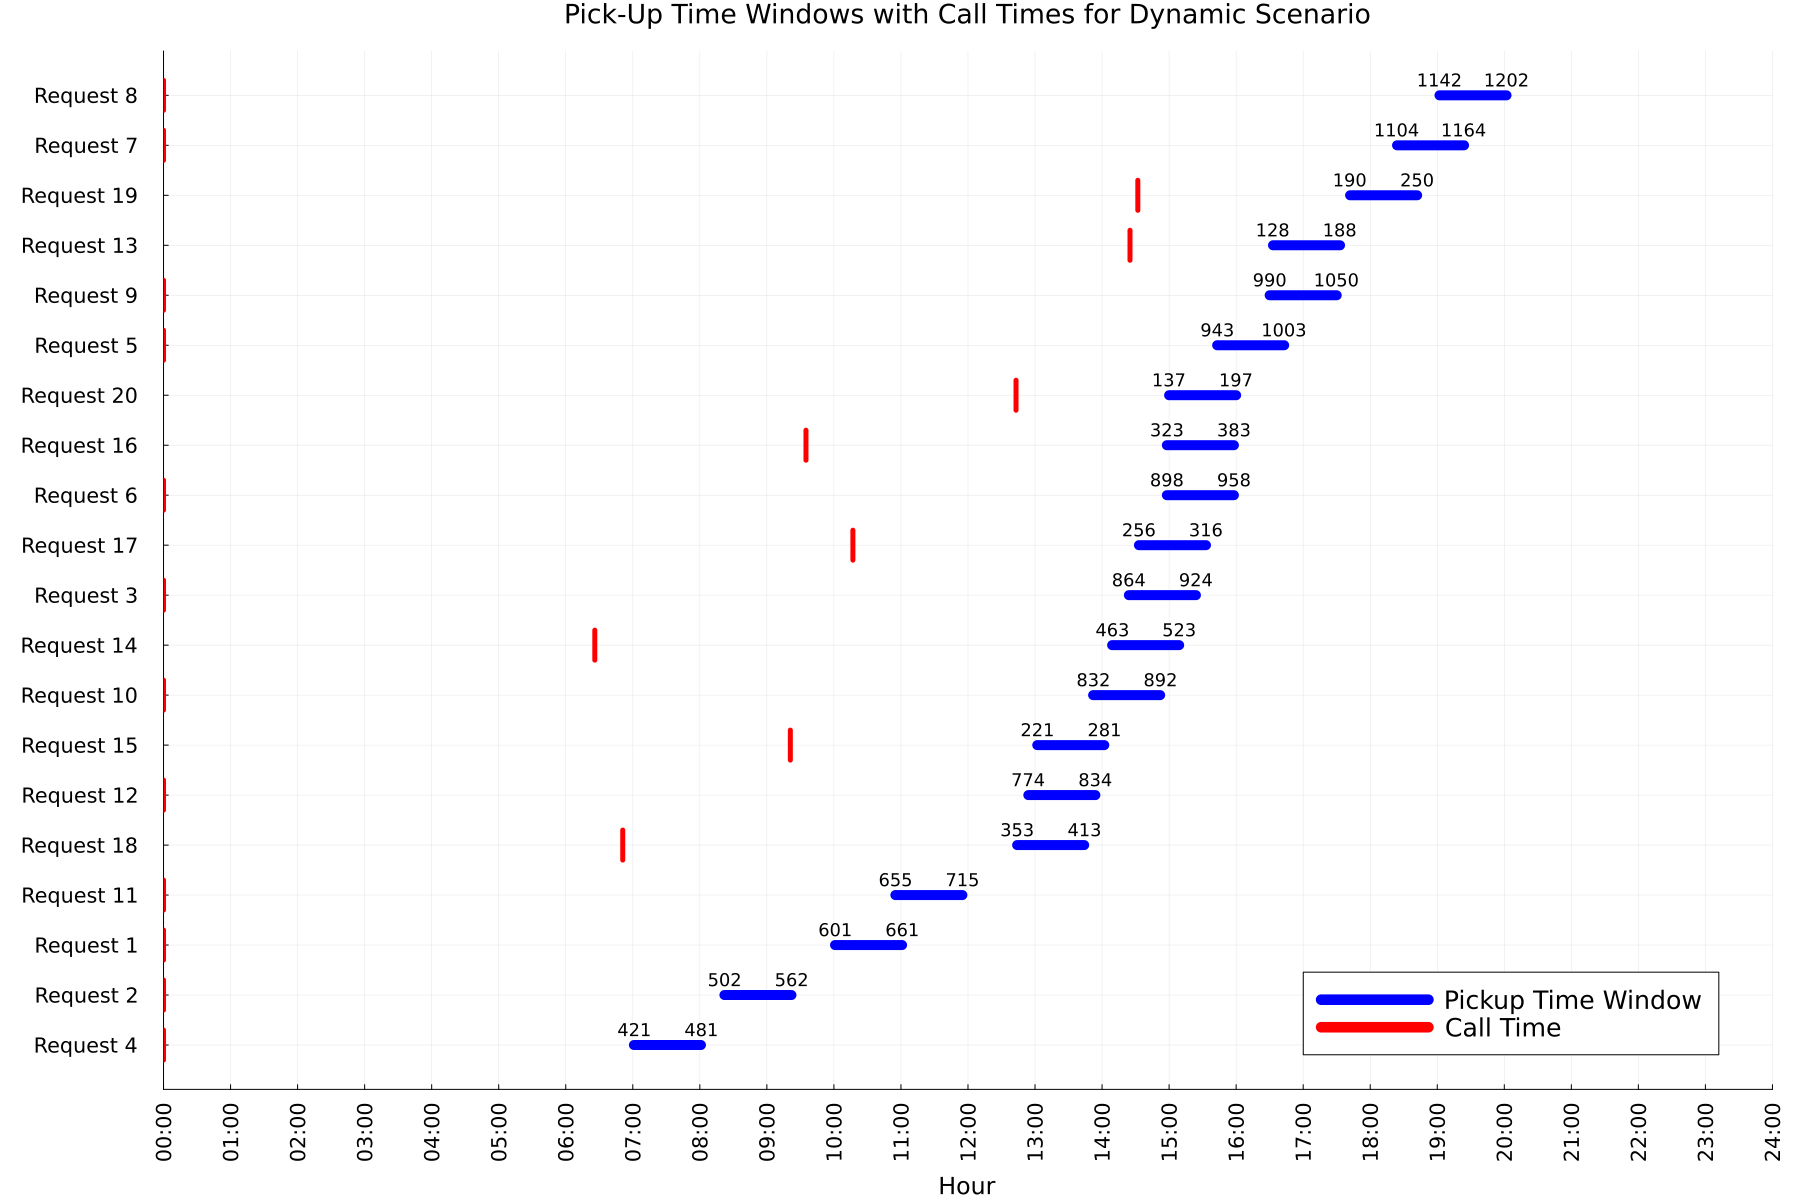 Pick-Up Time Windows with Call Times for Dynamic Scenario
Request 8 1142 1202
Request 7 1104 1164
Request 19 190 250
Request 13 128 188
Request 9 990 1050
Request 5 943 1003
Request 20 137 197
Request 16 323 383
Request 6 898 958
Request 17 256 316
Request 3 864 924
Request 14 463 523
Request 10 832 892
Request 15 221 281
Request 12 774 834
Request 18 353 413
Request 11 655 715
Request 1 601 661
Request 2 502 562
Request 4 421 481
Pickup Time Window
Call Time
00:00 01:00 02:00 03:00 04:00 05:00 06:00 07:00 08:00 09:00 10:00 11:00 12:00 13:00 14:00 15:00 16:00 17:00 18:00 19:00 20:00 21:00 22:00 23:00 24:00
Hour